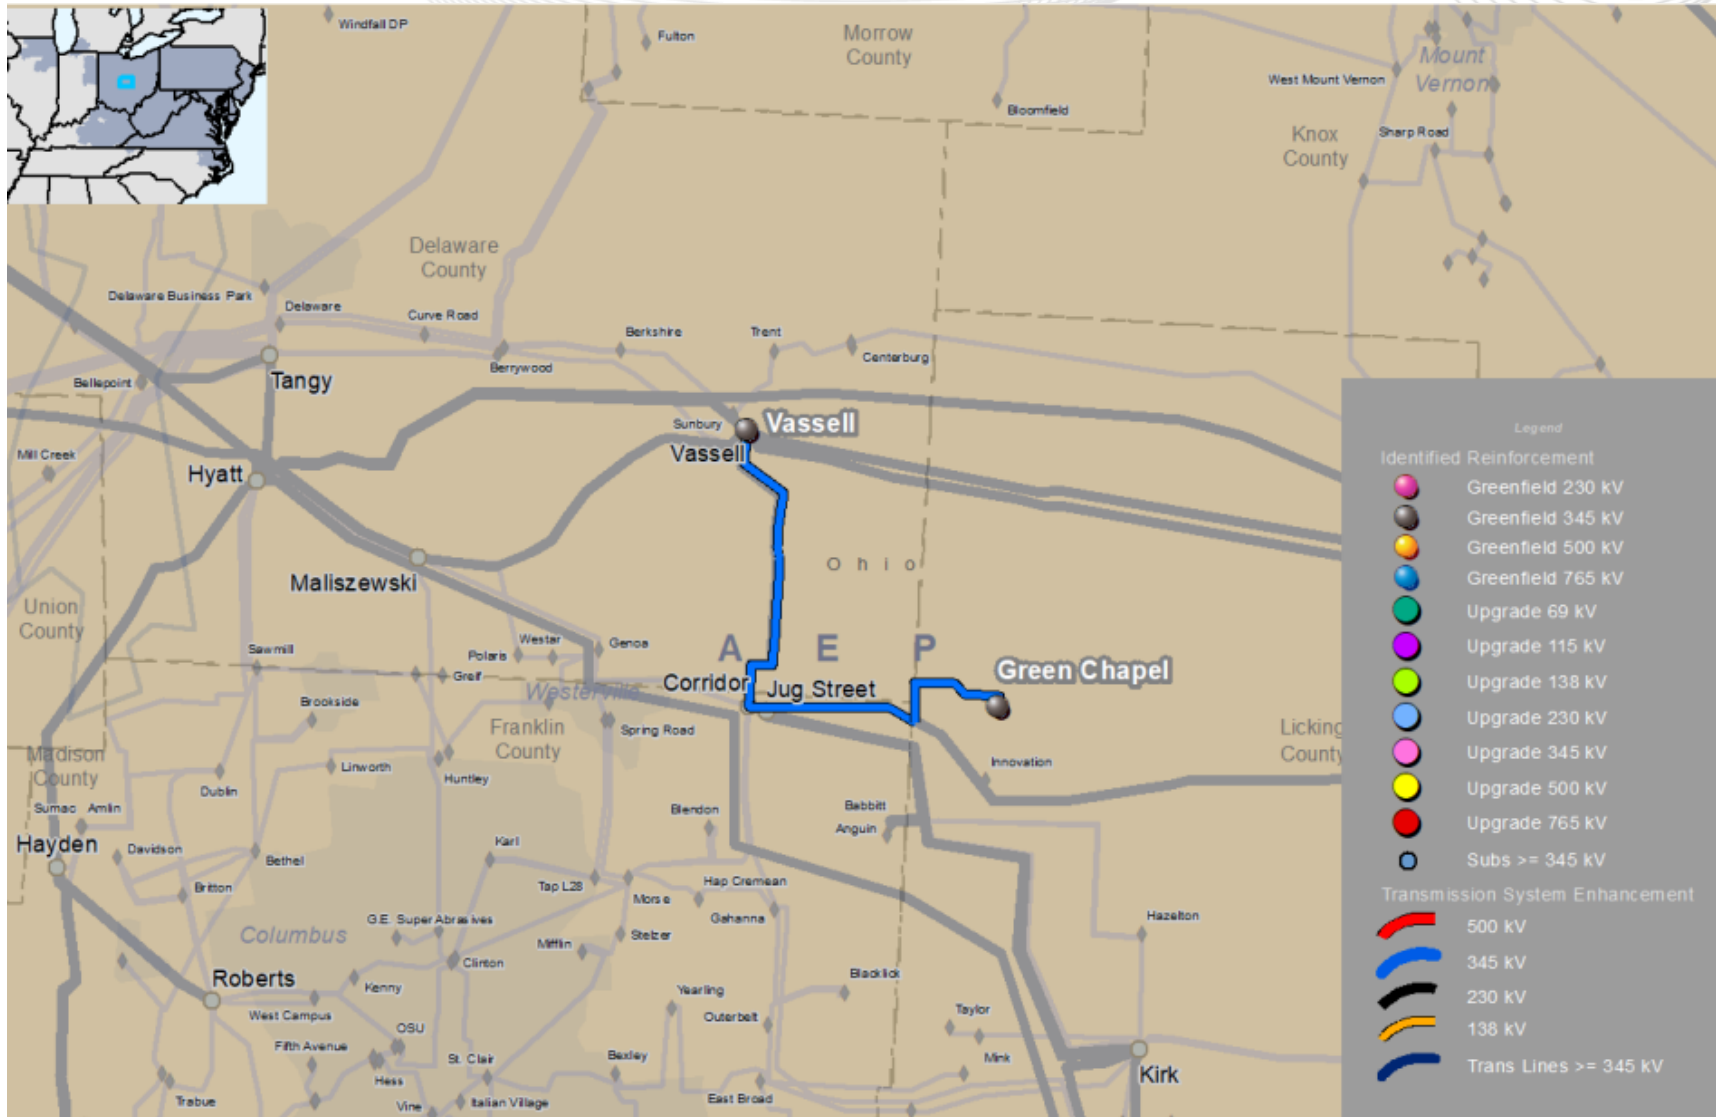 Windfall DP
Fulton
Morrow
County
Bloomfield
West Mount Vernon
Mount
Vernon
Sharp Road
Knox
County
Delaware
County
Delaware Business Park
Delaware
Curve Road
Berkshire
Trent
Centerburg
Berrywood
Bellepoint
Tangy
Sunbury
Vassell
Vassell
Mill Creek
Hyatt
Maliszewski
Ohio
Union
County
Sawmill
Westar
Genoa
Polaris
Greif
A E P
Green Chapel
Corridor
Jug Street
Westerville
Brookside
Franklin
County
Spring Road
Licking
County
Madison
County
Linworth
Huntley
Innovation
Dublin
Sumac
Amlin
Blendon
Babbitt
Anguin
Hayden
Davidson
Bethel
Karl
Britton
Tap L28
Hap Cremean
Morse
Gahanna
Hazelton
G.E. Super Abrasives
Columbus
Mifflin
Stelzer
Clinton
Roberts
Kenny
Blacklick
Yearling
West Campus
Outerbelt
Taylor
OSU
Fifth Avenue
St. Clair
Bexley
Mink
Hess
Kirk
Trabue
Vine
Italian Village
East Broad
Legend
Identified Reinforcement
Greenfield 230 kV
Greenfield 345 kV
Greenfield 500 kV
Greenfield 765 kV
Upgrade 69 kV
Upgrade 115 kV
Upgrade 138 kV
Upgrade 230 kV
Upgrade 345 kV
Upgrade 500 kV
Upgrade 765 kV
Subs >= 345 kV
Transmission System Enhancement
500 kV
345 kV
230 kV
138 kV
Trans Lines >= 345 kV